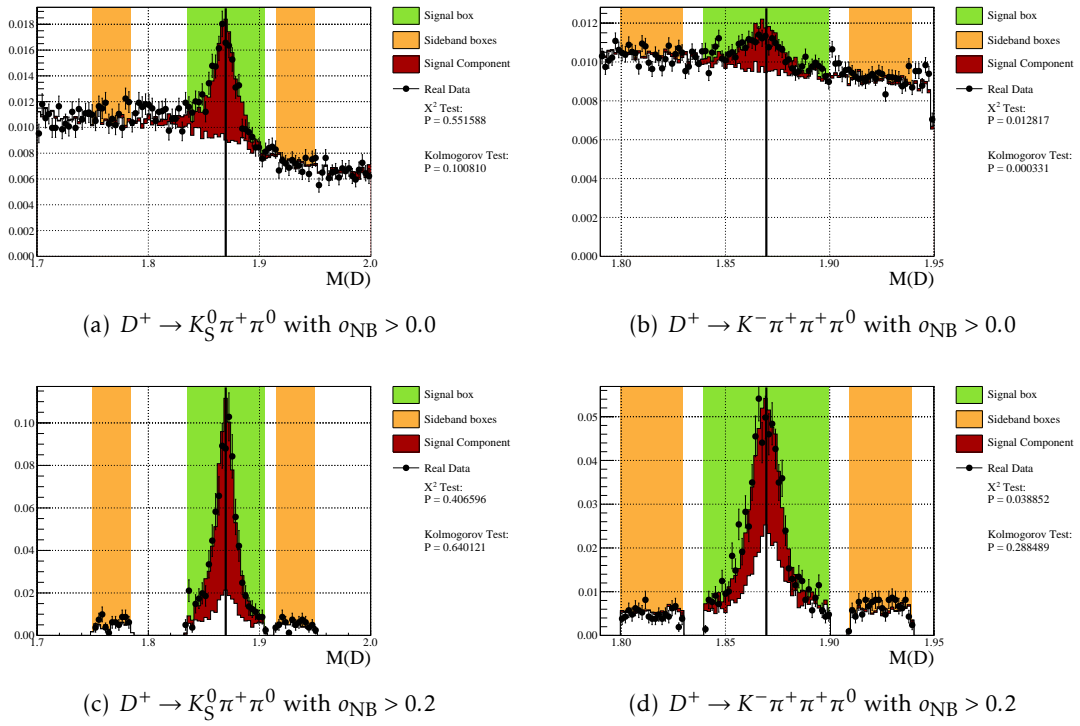 0.018
0.016
0.014
0.012
0.010
0.008
0.006
0.004
0.002
0.000
1.7 1.8 1.9 2.0
M(D)
Signal box
Sideband boxes
Signal Component
Real Data
X² Test:
P = 0.551588
Kolmogorov Test:
P = 0.100810
(a) D⁺ → K⁰_S π⁺π⁰ with o_NB > 0.0
0.012
0.010
0.008
0.006
0.004
0.002
0.000
1.80 1.85 1.90 1.95
M(D)
Signal box
Sideband boxes
Signal Component
Real Data
X² Test:
P = 0.012817
Kolmogorov Test:
P = 0.000331
(b) D⁺ → K⁻π⁺π⁺π⁰ with o_NB > 0.0
0.10
0.08
0.06
0.04
0.02
0.00
1.7 1.8 1.9 2.0
M(D)
Signal box
Sideband boxes
Signal Component
Real Data
X² Test:
P = 0.406596
Kolmogorov Test:
P = 0.640121
(c) D⁺ → K⁰_S π⁺π⁰ with o_NB > 0.2
0.05
0.04
0.03
0.02
0.01
0.00
1.80 1.85 1.90 1.95
M(D)
Signal box
Sideband boxes
Signal Component
Real Data
X² Test:
P = 0.038852
Kolmogorov Test:
P = 0.288489
(d) D⁺ → K⁻π⁺π⁺π⁰ with o_NB > 0.2